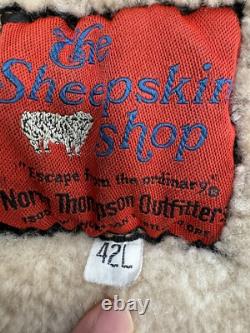 the
Sheepskin
Shop
"Escape from the ordinary"®
Norm Thompson Outfitters
42L